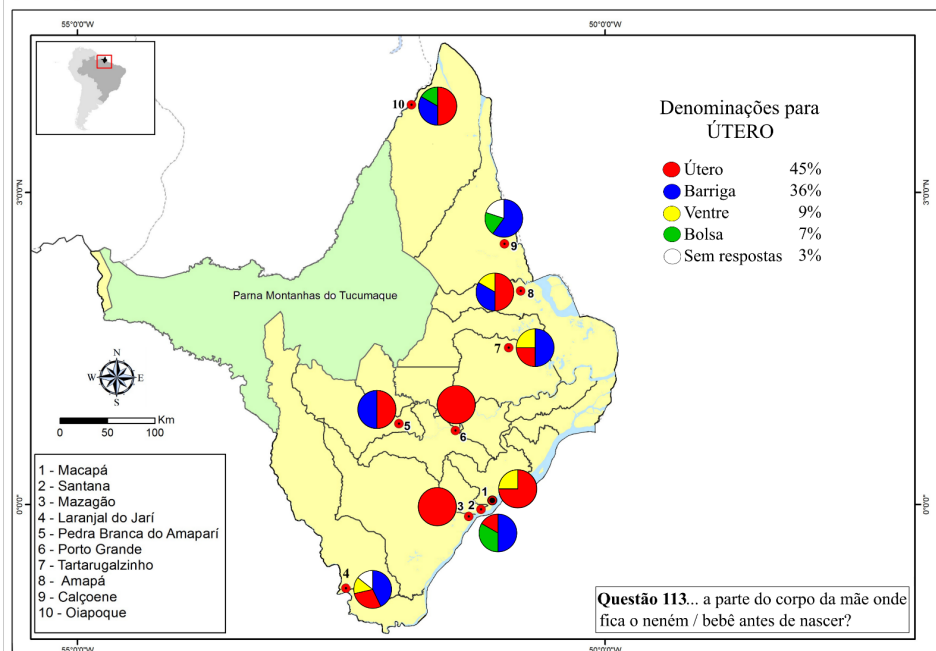 55°0'0"W
50°0'0"W
10
Denominações para
ÚTERO
Útero 45%
Barriga 36%
Ventre 9%
Bolsa 7%
Sem respostas 3%
3°0'0"N
3°0'0"N
9
Parna Montanhas do Tucumaque
8
7
N
W E
S
Km
0 50 100
5
6
1 - Macapá
2 - Santana
3 - Mazagão
4 - Laranjal do Jarí
5 - Pedra Branca do Amaparí
6 - Porto Grande
7 - Tartarugalzinho
8 - Amapá
9 - Calçoene
10 - Oiapoque
1
2
3
0°0'0"
0°0'0"
4
Questão 113... a parte do corpo da mãe onde
fica o neném / bebê antes de nascer?
55°0'0"W
50°0'0"W